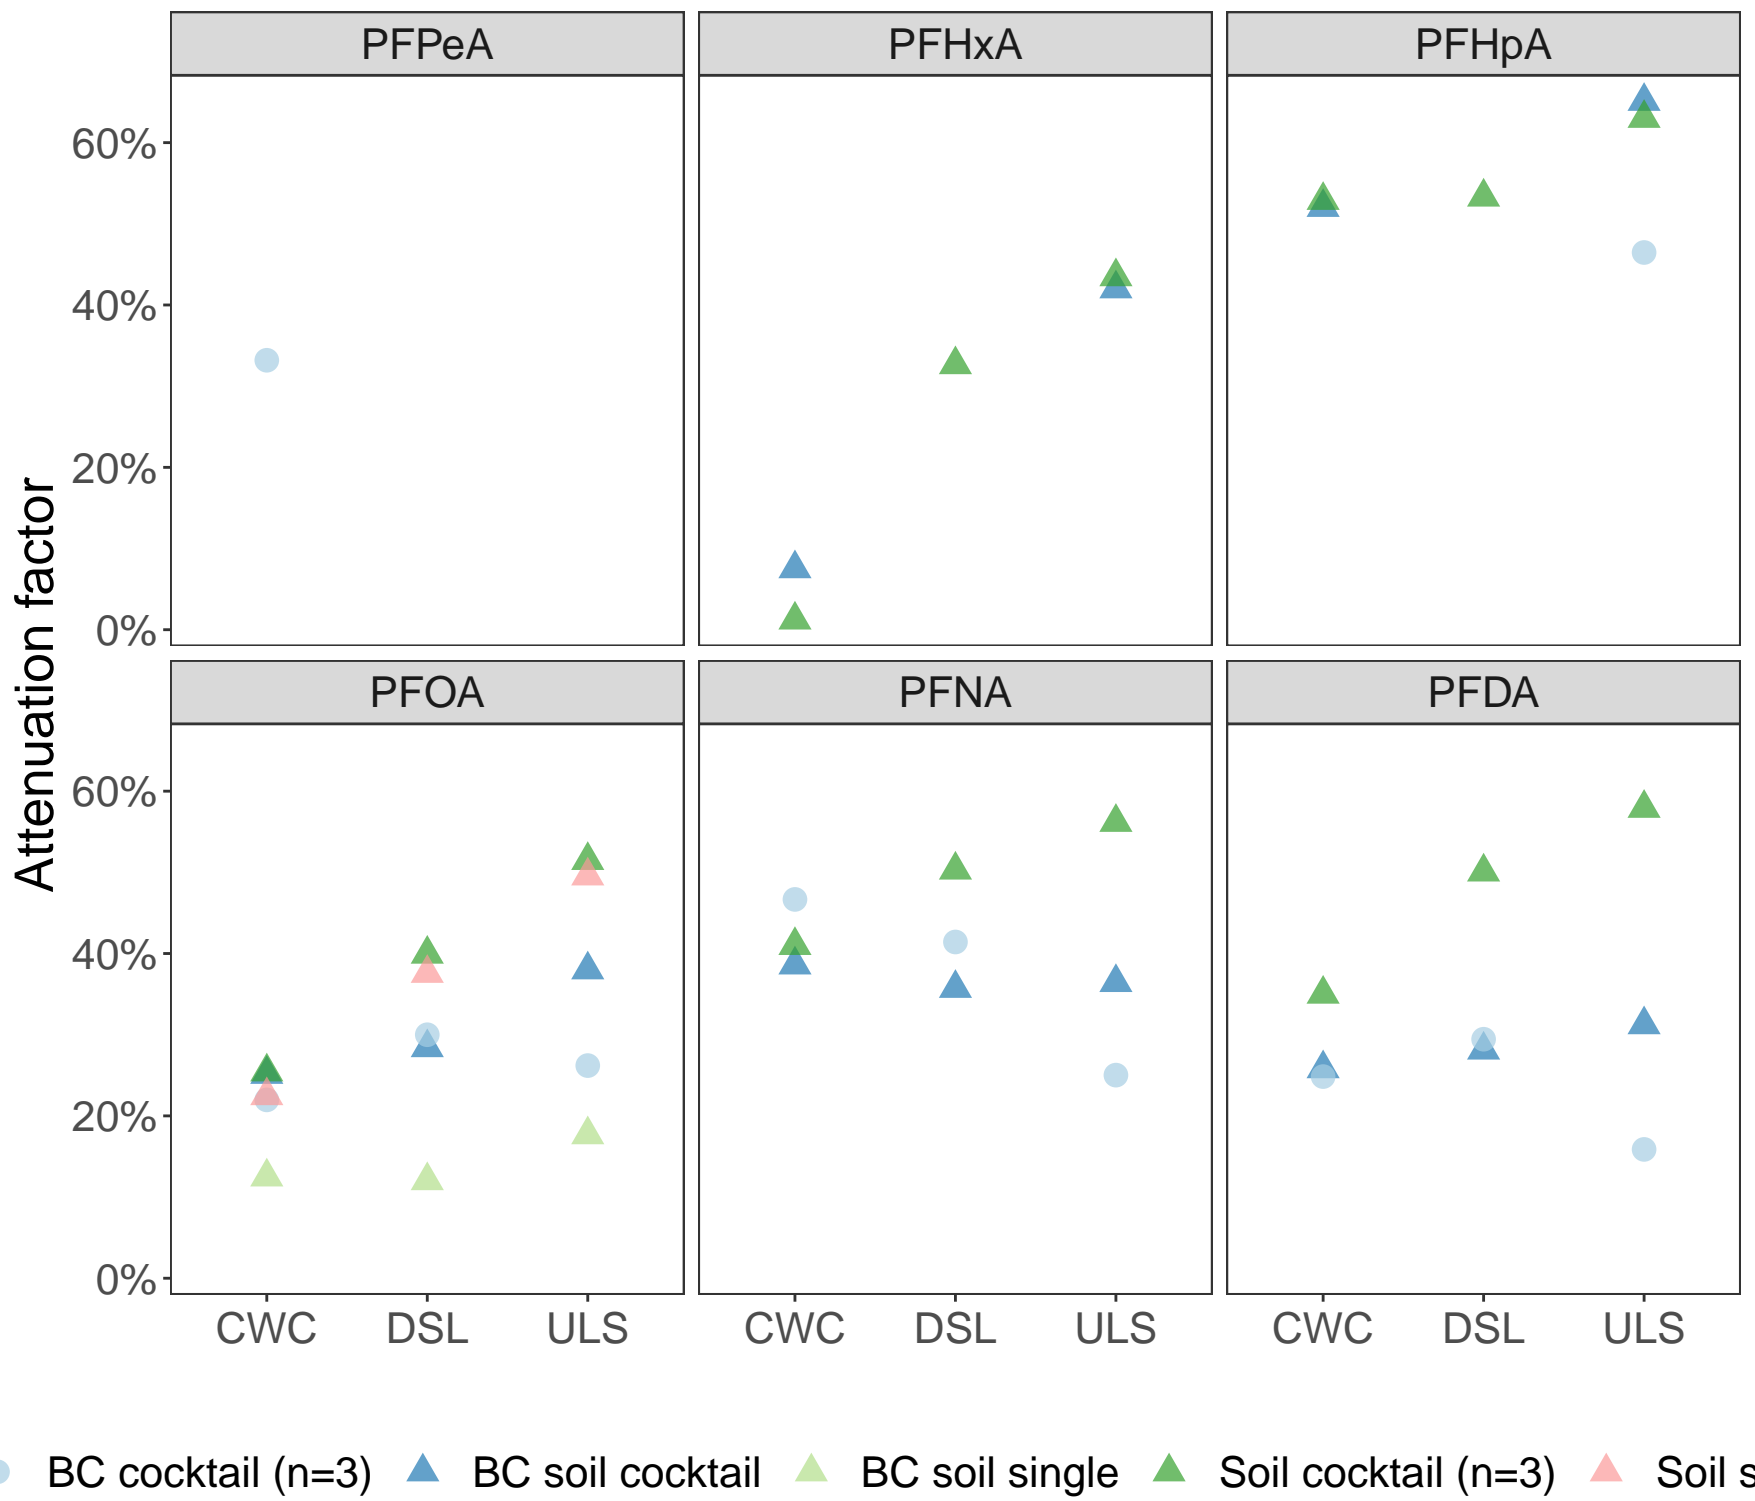 PFPeA PFHxA PFHpA
60%
40%
20%
0%
Attenuation factor
PFOA PFNA PFDA
60%
40%
20%
0%
CWC DSL ULS CWC DSL ULS CWC DSL ULS
BC cocktail (n=3) BC soil cocktail BC soil single Soil cocktail (n=3) Soil